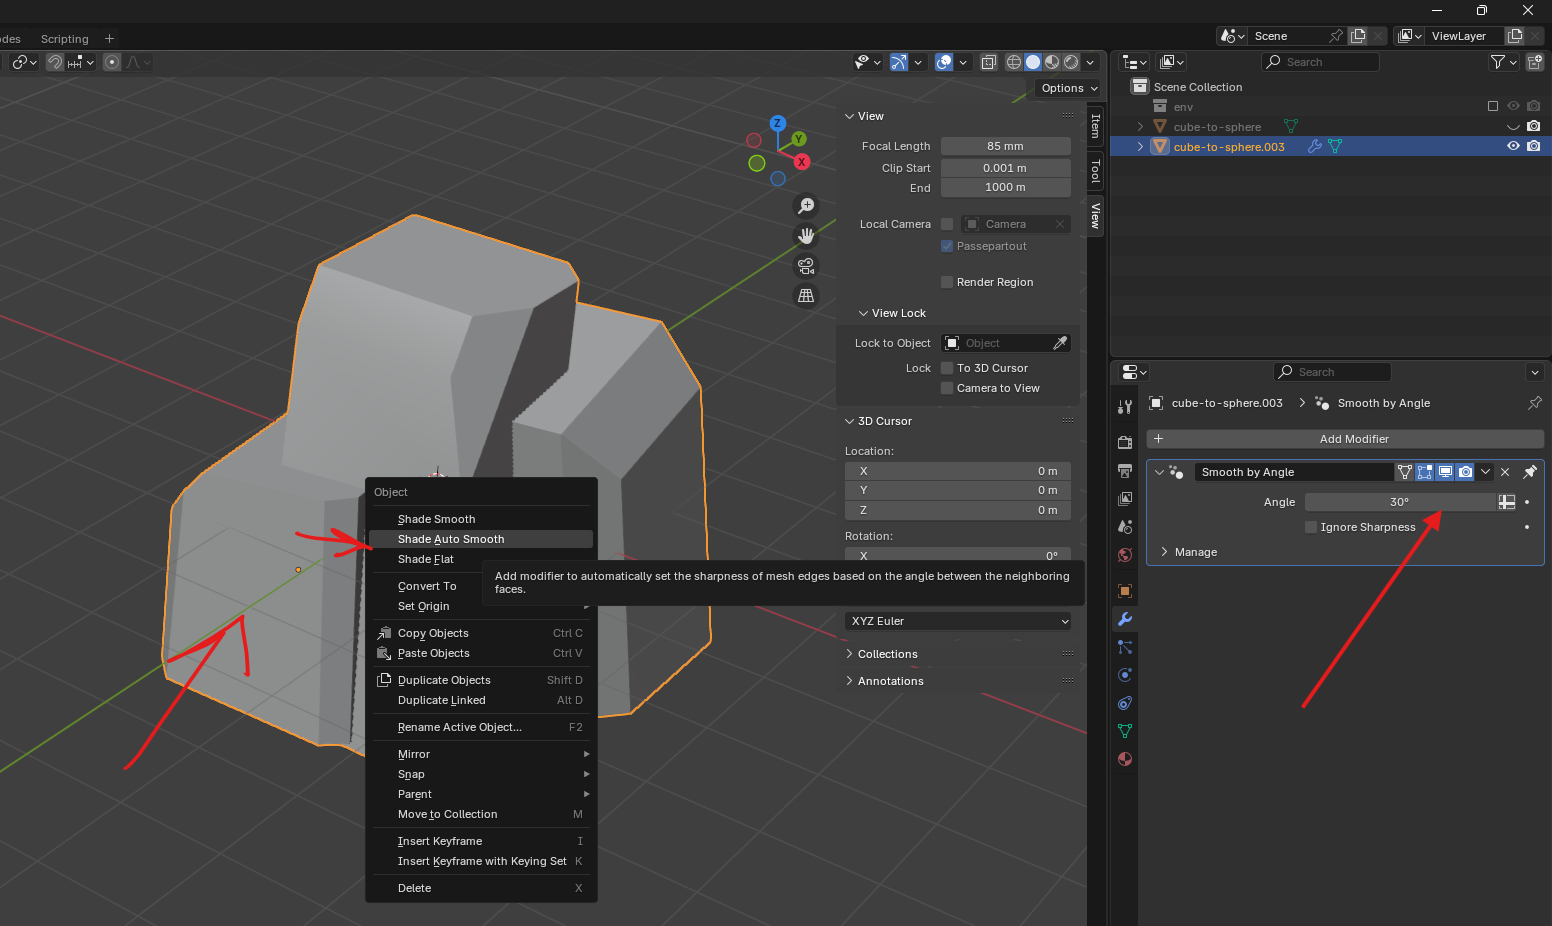 odes Scripting +
Scene
ViewLayer
Options
Search
Scene Collection
env
cube-to-sphere
cube-to-sphere.003
Z
Y
X
View
Focal Length 85 mm
Clip Start 0.001 m
End 1000 m
Local Camera Camera
Passepartout
Render Region
View Lock
Lock to Object Object
Lock To 3D Cursor
Camera to View
3D Cursor
Location:
X 0 m
Y 0 m
Z 0 m
Rotation:
X 0°
XYZ Euler
Collections
Annotations
Item
Tool
View
Object
Shade Smooth
Shade Auto Smooth
Shade Flat
Convert To
Set Origin
Copy Objects Ctrl C
Paste Objects Ctrl V
Duplicate Objects Shift D
Duplicate Linked Alt D
Rename Active Object... F2
Mirror
Snap
Parent
Move to Collection M
Insert Keyframe I
Insert Keyframe with Keying Set K
Delete X
Add modifier to automatically set the sharpness of mesh edges based on the angle between the neighboring
faces.
Search
cube-to-sphere.003 Smooth by Angle
Add Modifier
Smooth by Angle
Angle 30°
Ignore Sharpness
Manage